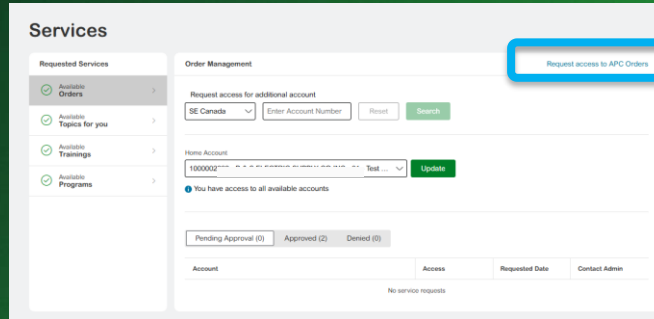 Services
Requested Services
Available
Orders
Available
Topics for you
Available
Trainings
Available
Programs
Order Management
Request access to APC Orders
Request access for additional account
SE Canada
Enter Account Number
Reset
Search
Home Account
Test ...
Update
You have access to all available accounts
Pending Approval (0)
Approved (2)
Denied (0)
Account
Access
Requested Date
Contact Admin
No service requests